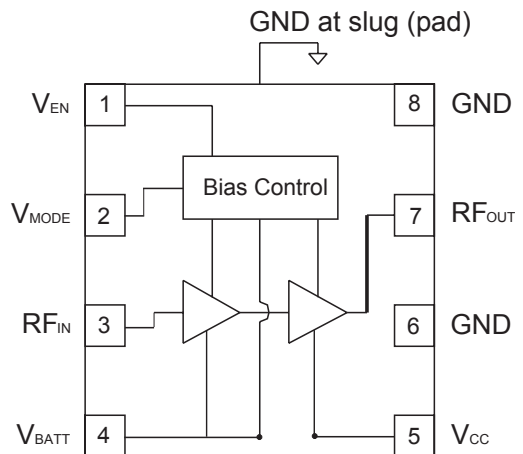 GND at slug (pad)
VEN 1
8 GND
Bias Control
VMODE 2
7 RFOUT
RFIN 3
6 GND
VBATT 4
5 VCC